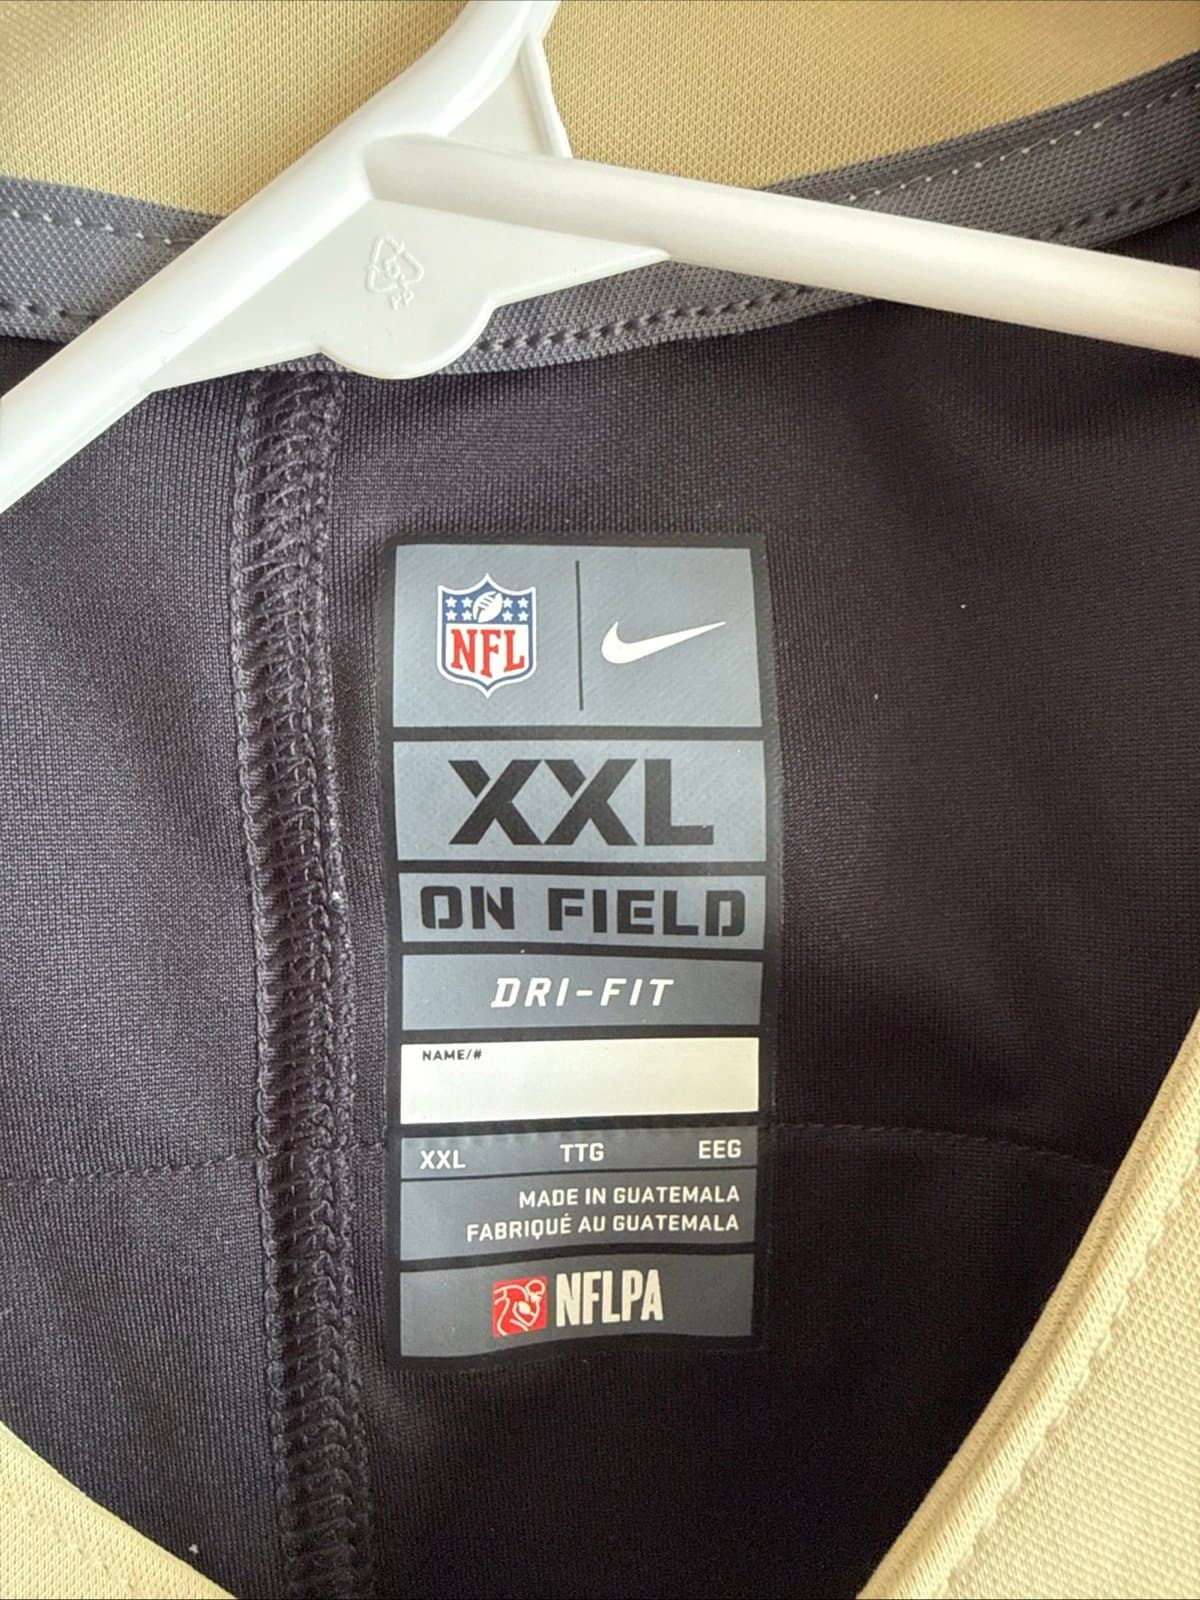 NFL
XXL
ON FIELD
DRI-FIT
NAME/#
XXL TTG EEG
MADE IN GUATEMALA
FABRIQUÉ AU GUATEMALA
NFLPA